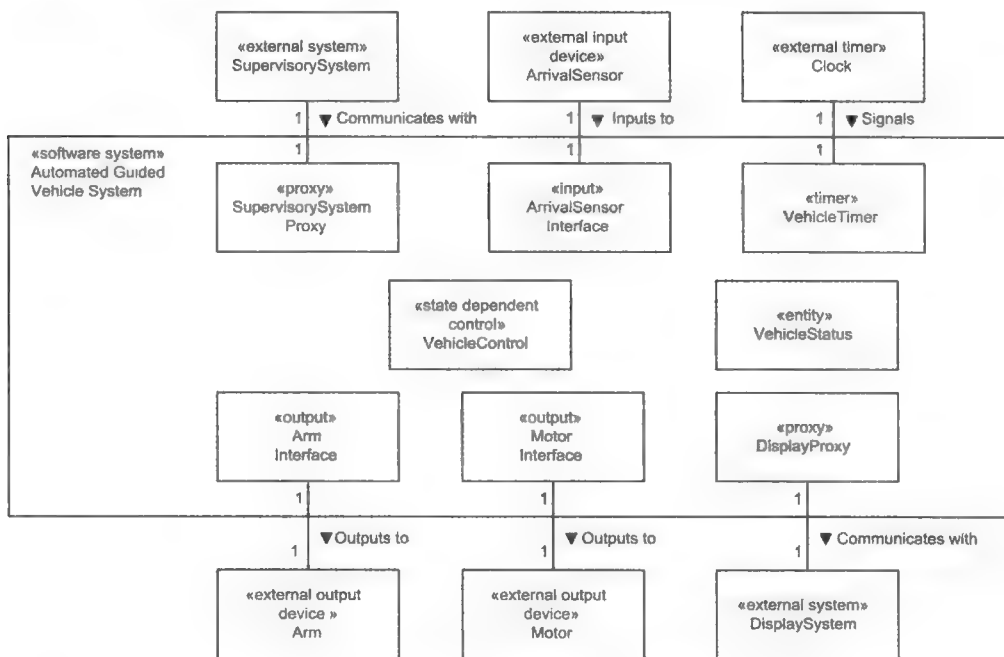 «external system»
SupervisorySystem
«external input
device»
ArrivalSensor
«external timer»
Clock
1
▼ Communicates with
1
▼ Inputs to
1
▼ Signals
1
1
1
«software system»
Automated Guided
Vehicle System
«proxy»
SupervisorySystem
Proxy
«input»
ArrivalSensor
Interface
«timer»
VehicleTimer
«state dependent
control»
VehicleControl
«entity»
VehicleStatus
«output»
Arm
Interface
«output»
Motor
Interface
«proxy»
DisplayProxy
1
1
1
▼ Outputs to
▼ Outputs to
▼ Communicates with
1
1
1
«external output
device »
Arm
«external output
device»
Motor
«external system»
DisplaySystem